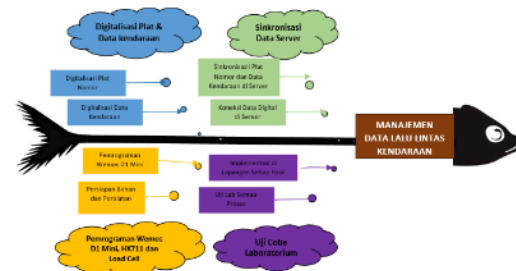 Digitalisasi Plat &
Data kendaraan
Sinkronisasi
Data Server
Digitalisasi Plat
Nomor
Digitalisasi Data
Kendaraan
Sinkronisasi Plat
Nomor dan Data
Kendaraan di Server
Koneksi Data Digital
di Server
MANAJEMEN
DATA LALU LINTAS
KENDARAAN
Pemrograman
Wemos D1 Mini
Persiapan Bahan
dan Peralatan
Implementasi di
Lapangan Setiap Hasil
Uji Lab Semua
Proses
Pemrograman Wemos
D1 Mini, HX711 dan
Load Cell
Uji Coba
Laboratorium